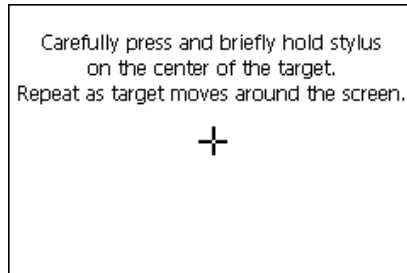 Carefully press and briefly hold stylus
on the center of the target.
Repeat as target moves around the screen.